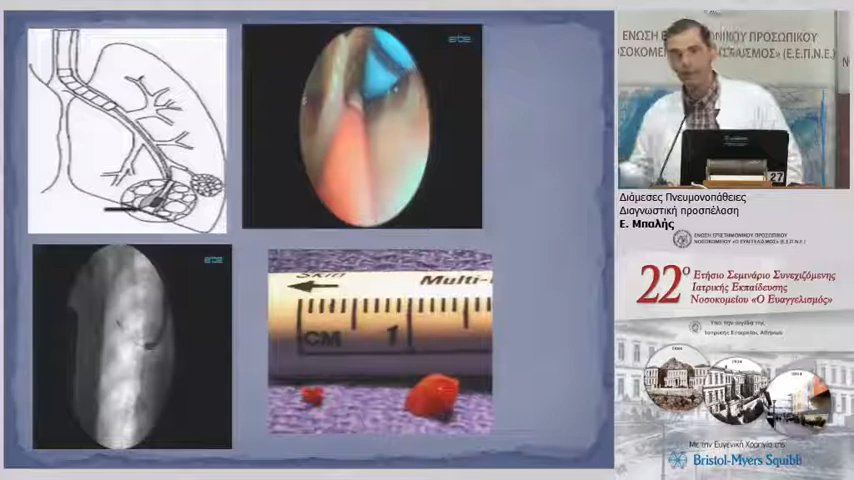 Skin
Multi-
CM
1
ΕΝΩΣΗ
ΠΡΟΣΩΠΙΚΟΥ
(Ε.Ε.Π.Ν.Ε.)
27
Διάμεσες Πνευμονοπάθειες
Διαγνωστική προσπέλαση
Ε. Μπαλής
ΕΝΩΣΗ ΕΠΙΣΤΗΜΟΝΙΚΟΥ ΠΡΟΣΩΠΙΚΟΥ
ΝΟΣΟΚΟΜΕΙΟΥ «Ο ΕΥΑΓΓΕΛΙΣΜΟΣ» (Ε.Ε.Π.Ν.Ε.)
22ο Ετήσιο Σεμινάριο Συνεχιζόμενης
Ιατρικής Εκπαίδευσης
Νοσοκομείου «Ο Ευαγγελισμός»
Υπό την αιγίδα της
Ιατρικής Εταιρείας Αθηνών
Με την Ευγενική Χορηγία της
Bristol-Myers Squibb